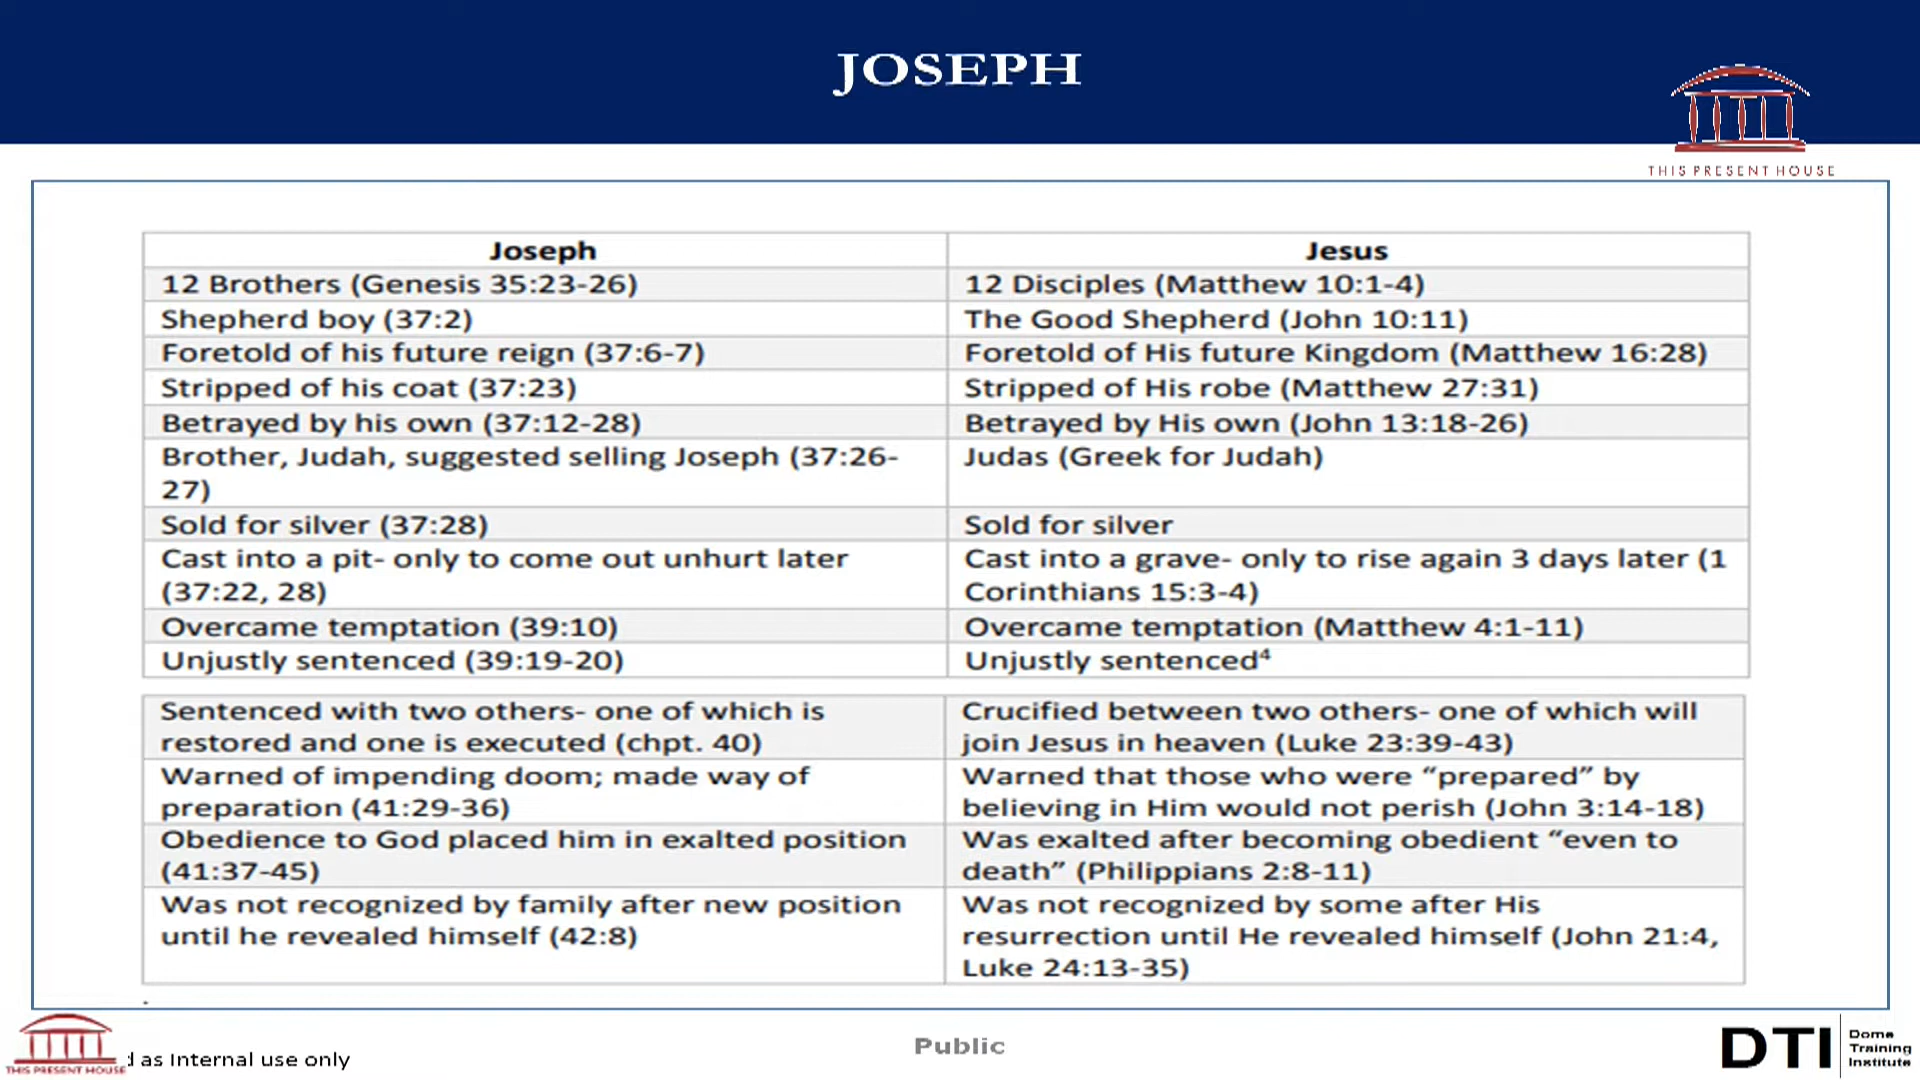 JOSEPH
THIS PRESENT HOUSE
Joseph
Jesus
12 Brothers (Genesis 35:23-26)
12 Disciples (Matthew 10:1-4)
Shepherd boy (37:2)
The Good Shepherd (John 10:11)
Foretold of his future reign (37:6-7)
Foretold of His future Kingdom (Matthew 16:28)
Stripped of his coat (37:23)
Stripped of His robe (Matthew 27:31)
Betrayed by his own (37:12-28)
Betrayed by His own (John 13:18-26)
Brother, Judah, suggested selling Joseph (37:26-
27)
Judas (Greek for Judah)
Sold for silver (37:28)
Sold for silver
Cast into a pit- only to come out unhurt later
(37:22, 28)
Cast into a grave- only to rise again 3 days later (1
Corinthians 15:3-4)
Overcame temptation (39:10)
Overcame temptation (Matthew 4:1-11)
Unjustly sentenced (39:19-20)
Unjustly sentenced⁴
Sentenced with two others- one of which is
restored and one is executed (chpt. 40)
Crucified between two others- one of which will
join Jesus in heaven (Luke 23:39-43)
Warned of impending doom; made way of
preparation (41:29-36)
Warned that those who were “prepared” by
believing in Him would not perish (John 3:14-18)
Obedience to God placed him in exalted position
(41:37-45)
Was exalted after becoming obedient “even to
death” (Philippians 2:8-11)
Was not recognized by family after new position
until he revealed himself (42:8)
Was not recognized by some after His
resurrection until He revealed himself (John 21:4,
Luke 24:13-35)
.
THIS PRESENT HOUSE
as Internal use only
Public
DTI
Dome
Training
Institute